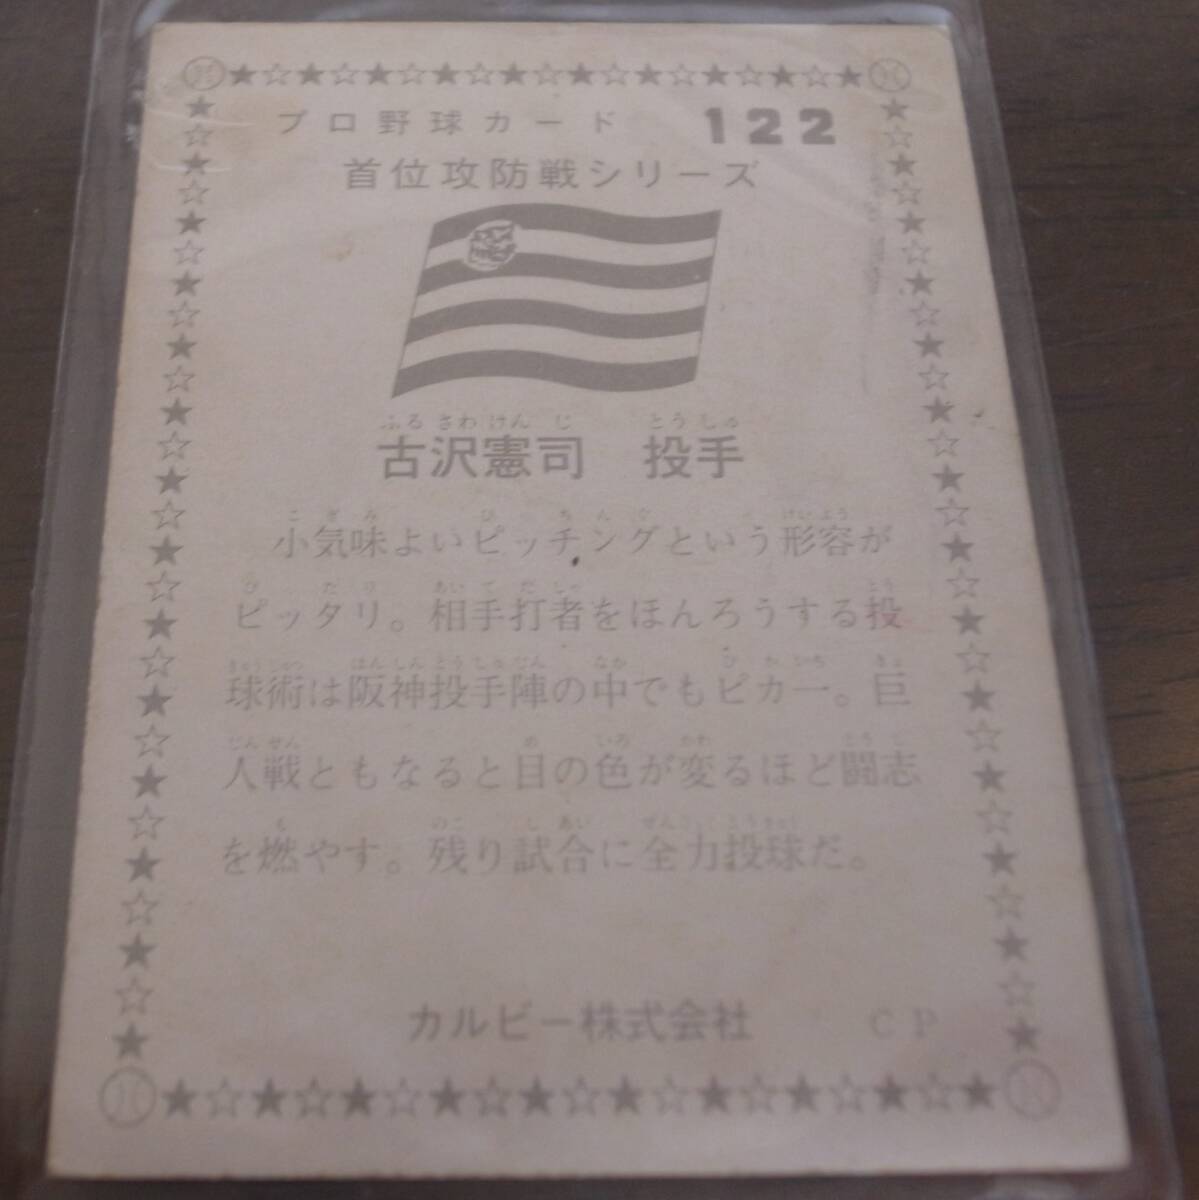 プロ野球カード 122
首位攻防戦シリーズ
ふるさわけんじ とうしゅ
古沢憲司 投手
小気味よいピッチングという形容が
ピッタリ。相手打者をほんろうする投
球術は阪神投手陣の中でもピカ一。巨
人戦ともなると目の色が変るほど闘志
を燃やす。残り試合に全力投球だ。
カルビー株式会社 CP